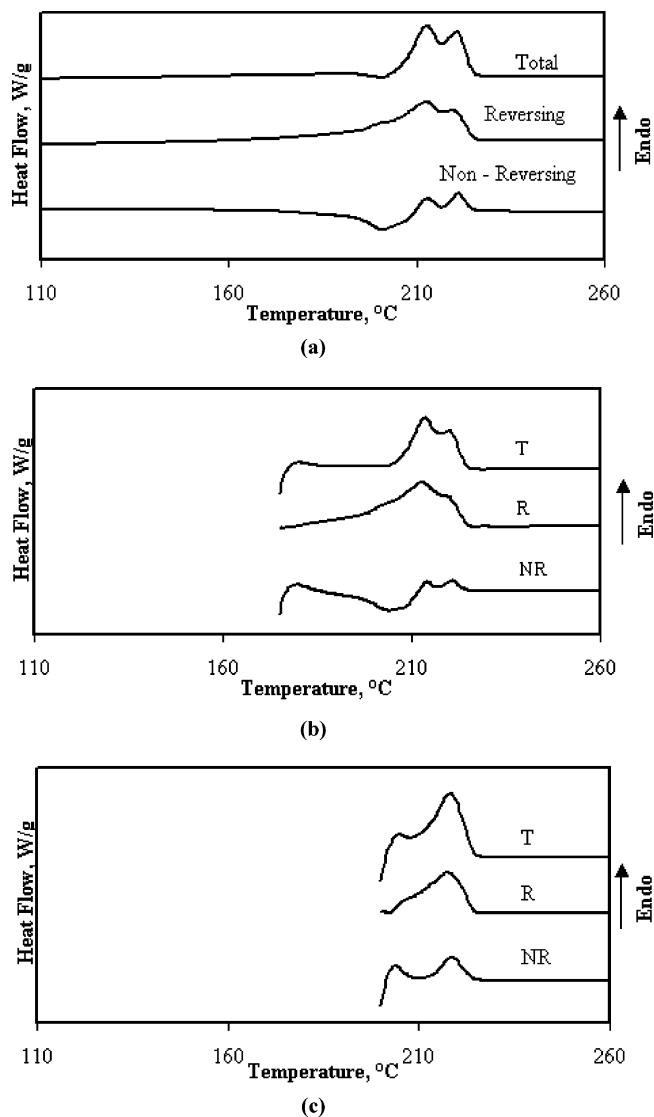 Heat Flow, W/g
Total
Reversing
Non - Reversing
Endo
110 160 210 260
Temperature, °C
(a)
Heat Flow, W/g
T
R
NR
Endo
110 160 210 260
Temperature, °C
(b)
Heat Flow, W/g
T
R
NR
Endo
110 160 210 260
Temperature, °C
(c)